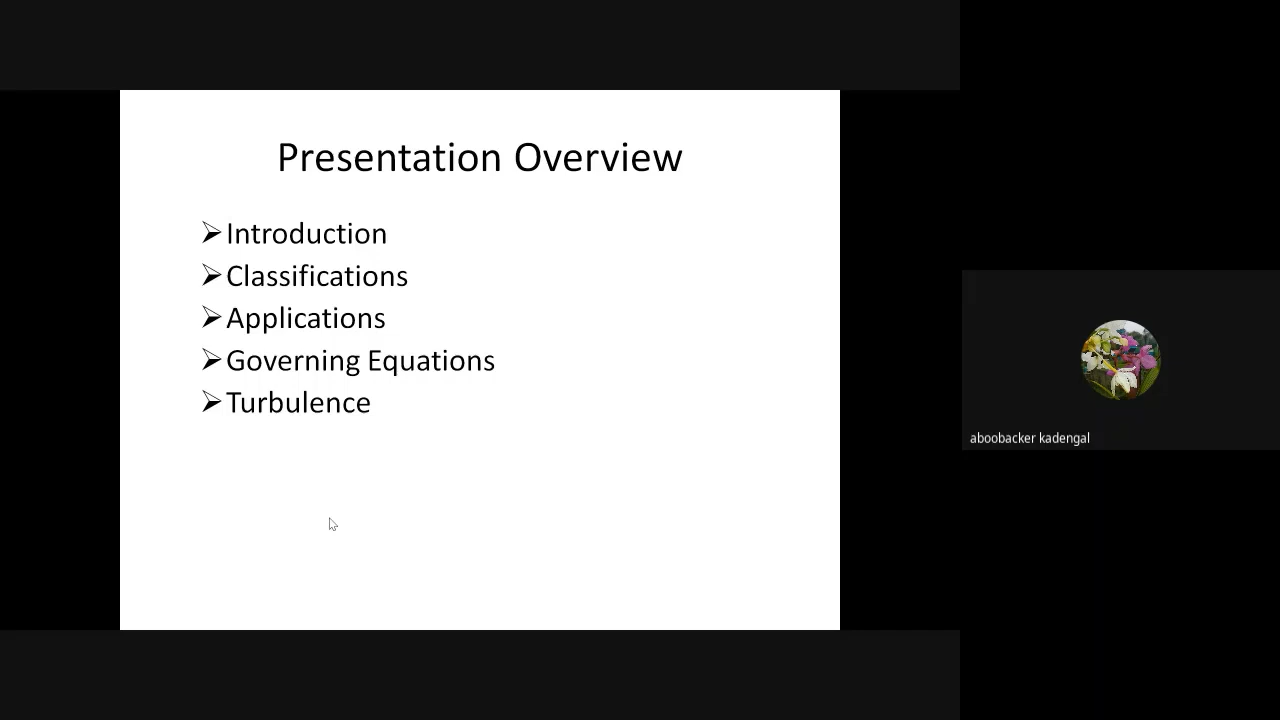 Presentation Overview
Introduction
Classifications
Applications
Governing Equations
Turbulence
aboobacker kadengal